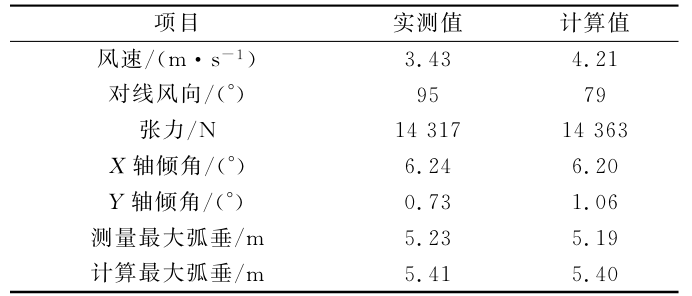 项目 实测值 计算值
风速/(m·s⁻¹) 3.43 4.21
对线风向/(°) 95 79
张力/N 14 317 14 363
X轴倾角/(°) 6.24 6.20
Y轴倾角/(°) 0.73 1.06
测量最大弧垂/m 5.23 5.19
计算最大弧垂/m 5.41 5.40